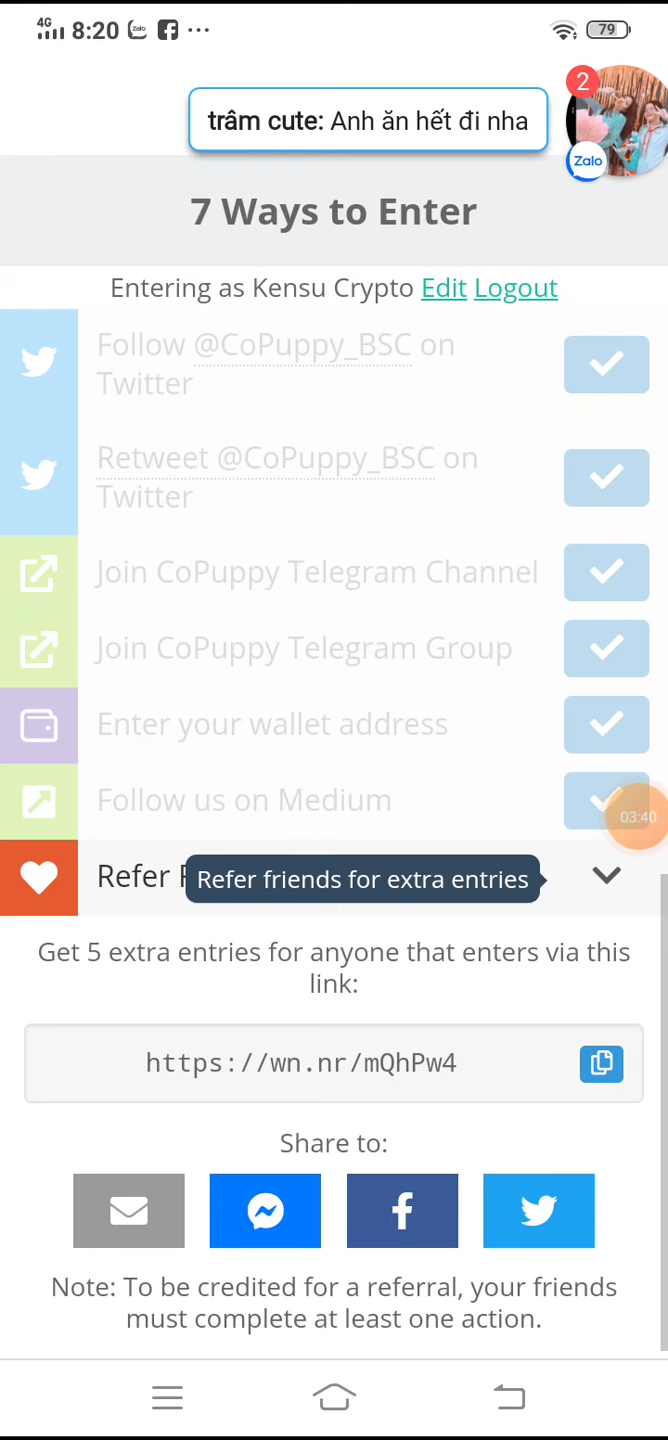 4G 8:20 zalo ... 79
2
trâm cute: Anh ăn hết đi nha
Zalo
7 Ways to Enter
Entering as Kensu Crypto Edit Logout
Follow @CoPuppy_BSC on
Twitter
Retweet @CoPuppy_BSC on
Twitter
Join CoPuppy Telegram Channel
Join CoPuppy Telegram Group
Enter your wallet address
Follow us on Medium
03:40
Refer Refer friends for extra entries
Get 5 extra entries for anyone that enters via this
link:
https://wn.nr/mQhPw4
Share to:
Note: To be credited for a referral, your friends
must complete at least one action.